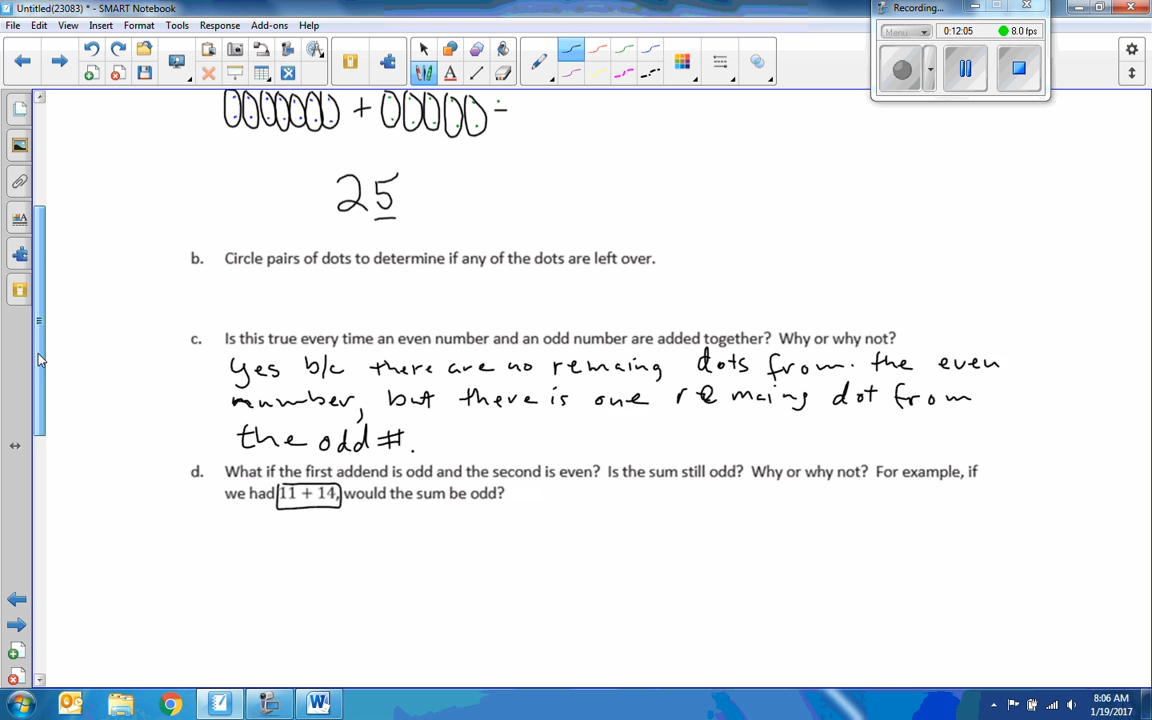 Untitled(23083) * - SMART Notebook
File Edit View Insert Format Tools Response Add-ons Help
Recording...
Menu 0:12:05 8.0 fps
+
25
b. Circle pairs of dots to determine if any of the dots are left over.
c. Is this true every time an even number and an odd number are added together? Why or why not?
Yes b/c there are no remaing dots from. the even
number, but there is one remaing dot from
the odd #.
d. What if the first addend is odd and the second is even? Is the sum still odd? Why or why not? For example, if
we had 11 + 14, would the sum be odd?
8:06 AM
1/19/2017